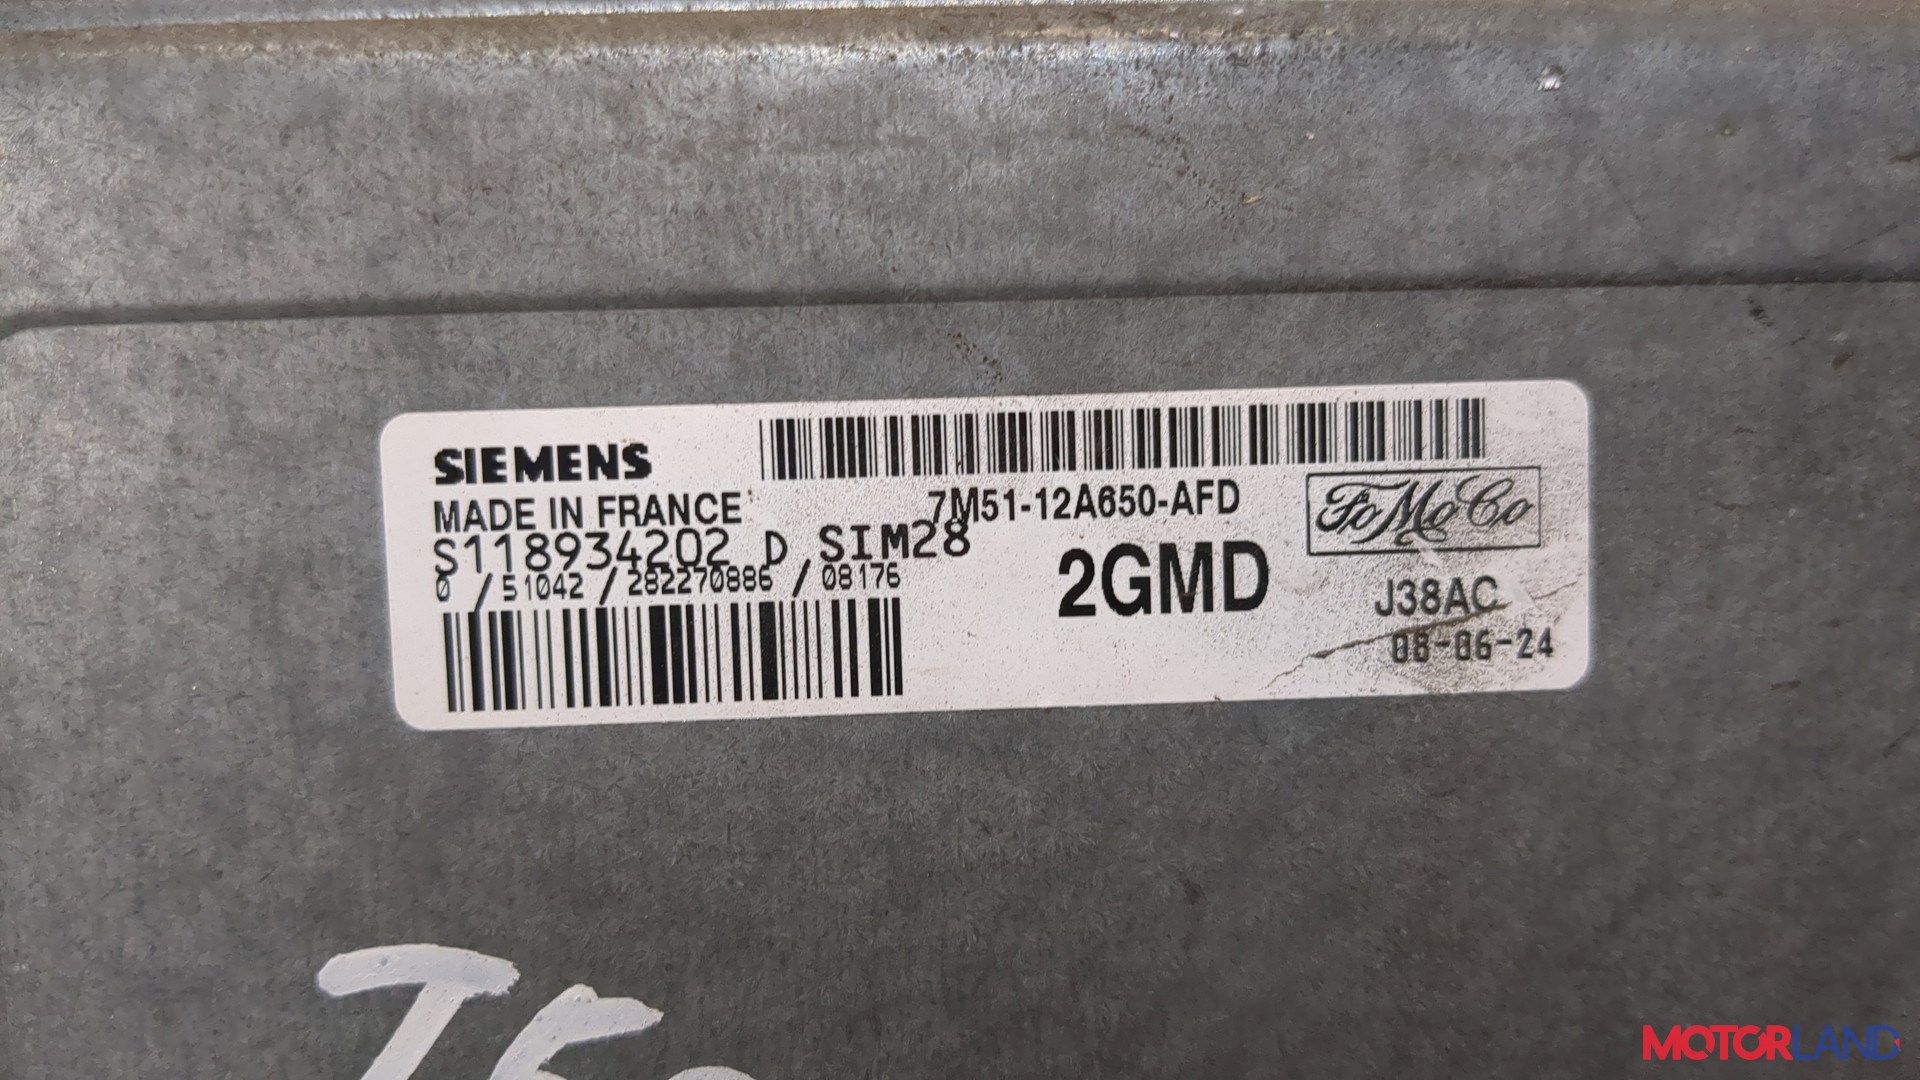 SIEMENS
MADE IN FRANCE
7M51-12A650-AFD
FoMoCo
S118934202 D SIM28
0 / 51042 / 282270886 / 08176
2GMD
J38AC
08-06-24
MOTORLAND